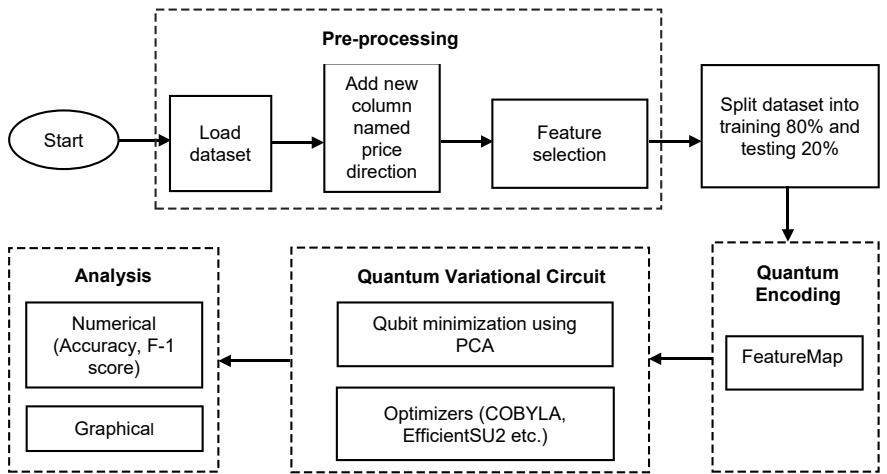 Pre-processing
Start
Load
dataset
Add new
column
named
price
direction
Feature
selection
Split dataset into
training 80% and
testing 20%
Quantum
Encoding
FeatureMap
Quantum Variational Circuit
Qubit minimization using
PCA
Optimizers (COBYLA,
EfficientSU2 etc.)
Analysis
Numerical
(Accuracy, F-1
score)
Graphical